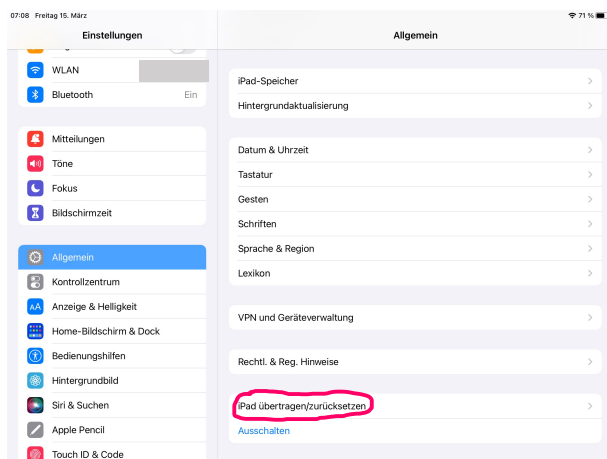 07:08 Freitag 15. März
71 %
Einstellungen
Allgemein
WLAN
Bluetooth
Ein
Mitteilungen
Töne
Fokus
Bildschirmzeit
Allgemein
Kontrollzentrum
AA
Anzeige & Helligkeit
Home-Bildschirm & Dock
Bedienungshilfen
Hintergrundbild
Siri & Suchen
Apple Pencil
Touch ID & Code
iPad-Speicher
Hintergrundaktualisierung
Datum & Uhrzeit
Tastatur
Gesten
Schriften
Sprache & Region
Lexikon
VPN und Geräteverwaltung
Rechtl. & Reg. Hinweise
iPad übertragen/zurücksetzen
Ausschalten